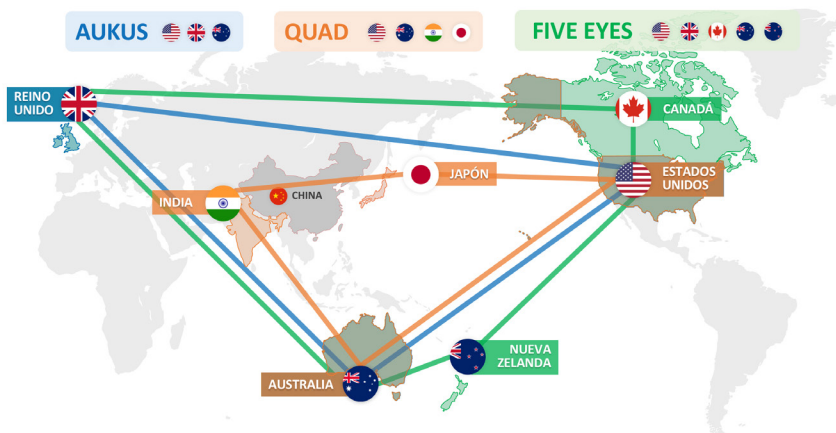 AUKUS
QUAD
FIVE EYES
REINO
UNIDO
CANADÁ
JAPÓN
ESTADOS
UNIDOS
INDIA
CHINA
NUEVA
ZELANDA
AUSTRALIA